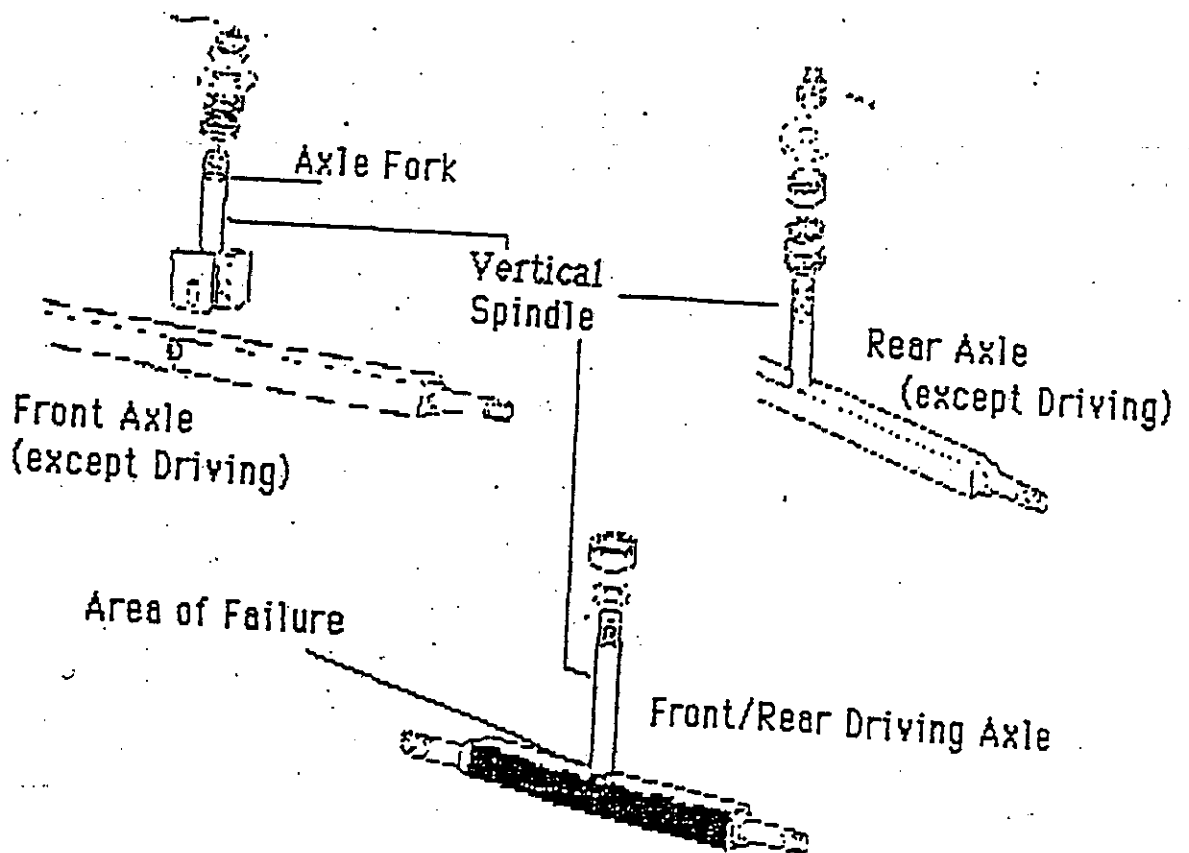 Axle Fork
Vertical
Spindle
Rear Axle
(except Driving)
Front Axle
(except Driving)
Area of Failure
Front/Rear Driving Axle